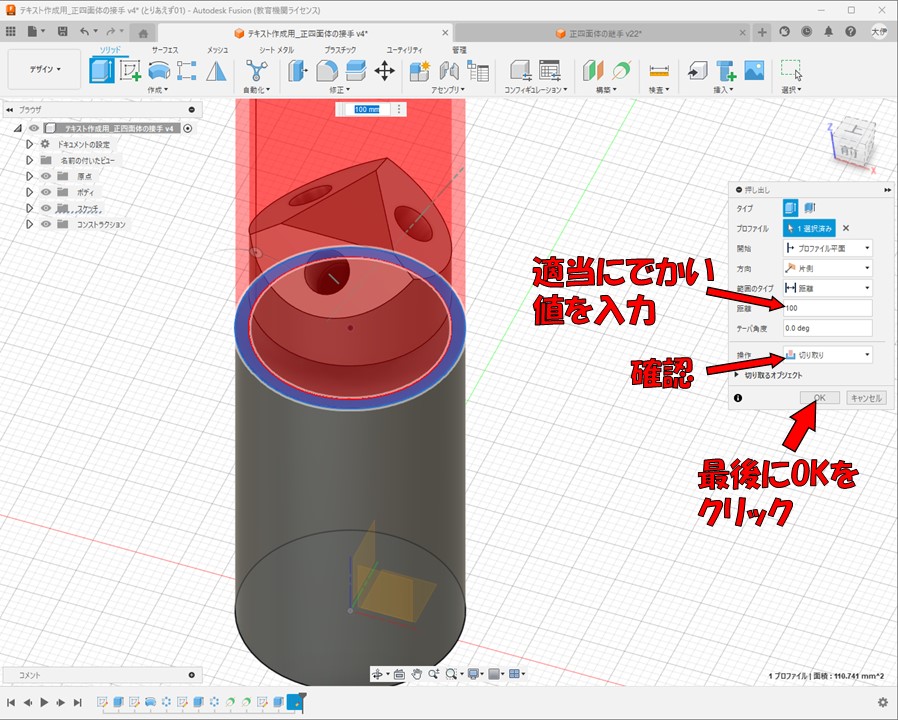 テキスト作成用_正四面体の接手 v4* (とりあえず01) - Autodesk Fusion (教育機関ライセンス)
テキスト作成用_正四面体の接手 v4*
正四面体の継手 v22*
大伊
デザイン
ソリッド
サーフェス
メッシュ
シート メタル
プラスチック
ユーティリティ
管理
作成
自動化
修正
アセンブリ
コンフィギュレーション
構築
検査
挿入
選択
ブラウザ
テキスト作成用_正四面体の接手 v4
ドキュメントの設定
名前の付いたビュー
原点
ボディ
スケッチ
コンストラクション
100 mm
上
前
Z
X
押し出し
タイプ
プロファイル
1 選択済み
開始
プロファイル平面
方向
片側
範囲のタイプ
距離
距離
100
テーパ角度
0.0 deg
操作
切り取り
切り取るオブジェクト
OK
キャンセル
適当にでかい
値を入力
確認
最後にOKを
クリック
コメント
1 プロファイル | 面積 : 110.741 mm^2